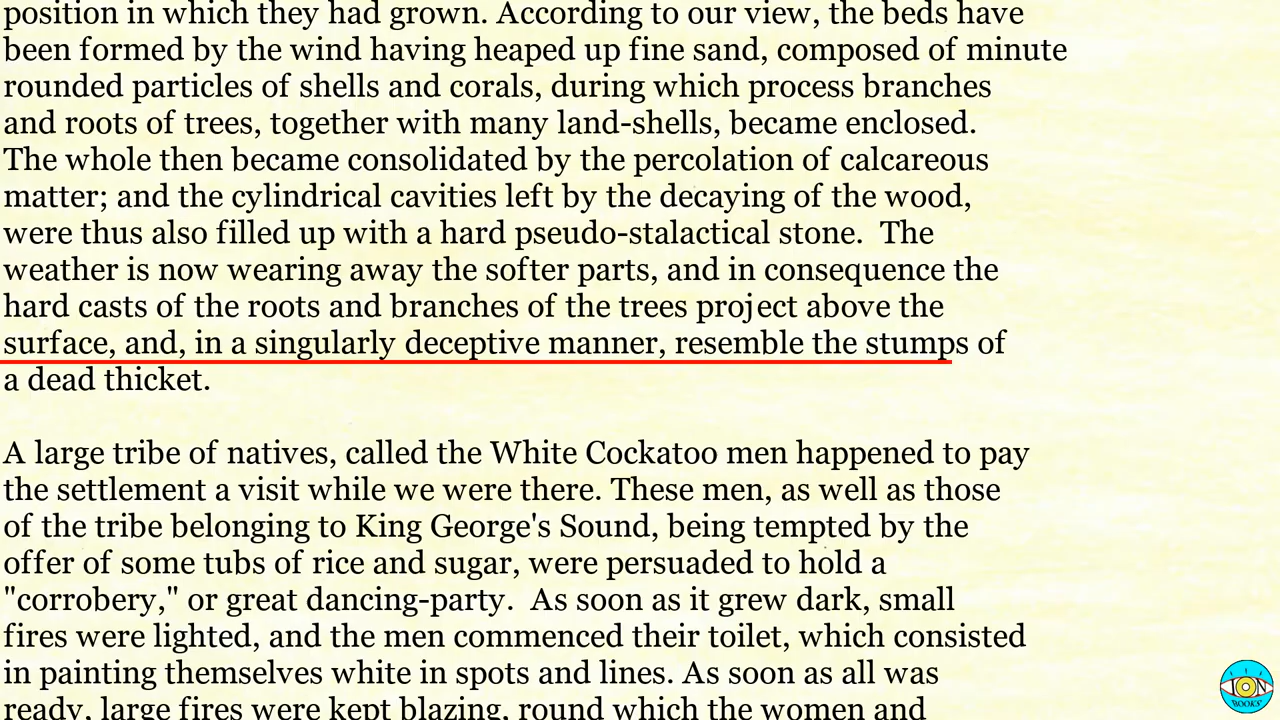 position in which they had grown. According to our view, the beds have
been formed by the wind having heaped up fine sand, composed of minute
rounded particles of shells and corals, during which process branches
and roots of trees, together with many land-shells, became enclosed.
The whole then became consolidated by the percolation of calcareous
matter; and the cylindrical cavities left by the decaying of the wood,
were thus also filled up with a hard pseudo-stalactical stone.  The
weather is now wearing away the softer parts, and in consequence the
hard casts of the roots and branches of the trees project above the
surface, and, in a singularly deceptive manner, resemble the stumps of
a dead thicket.
A large tribe of natives, called the White Cockatoo men happened to pay
the settlement a visit while we were there. These men, as well as those
of the tribe belonging to King George's Sound, being tempted by the
offer of some tubs of rice and sugar, were persuaded to hold a
"corrobery," or great dancing-party.  As soon as it grew dark, small
fires were lighted, and the men commenced their toilet, which consisted
in painting themselves white in spots and lines. As soon as all was
ready, large fires were kept blazing, round which the women and
ION
BOOKS